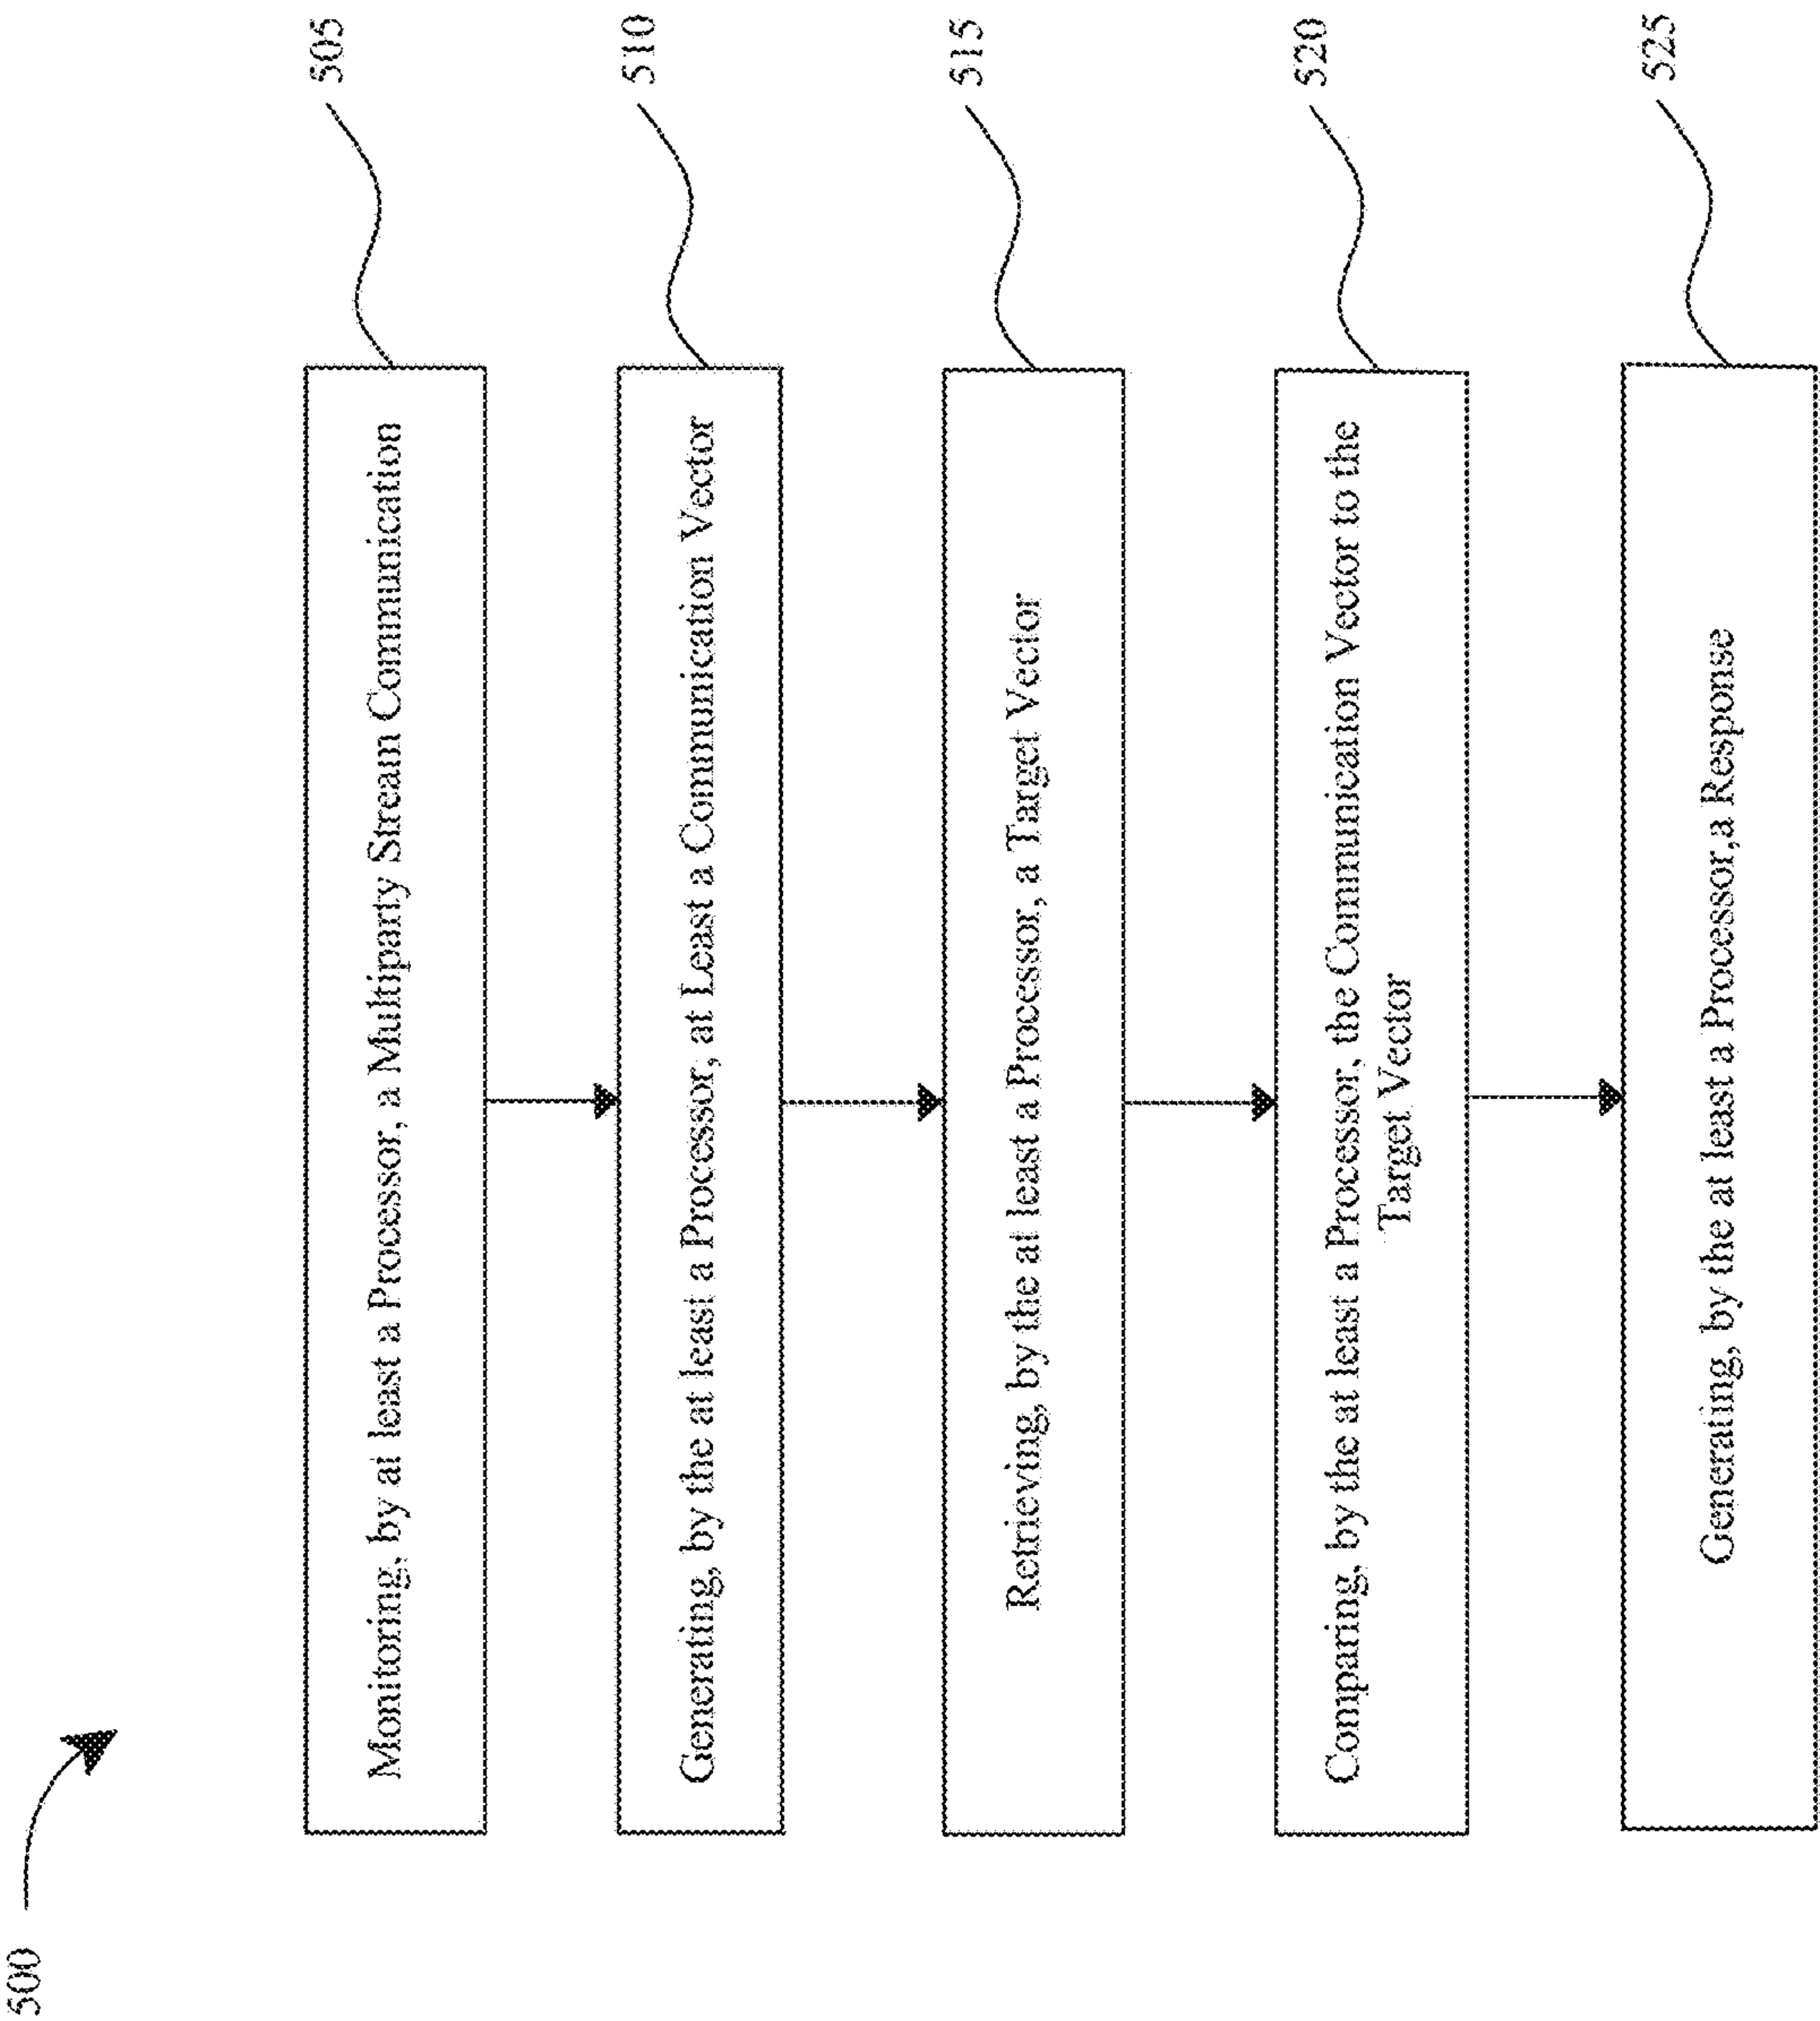 500
Monitoring, by at least a Processor, a Multiparty Stream Communication
505
Generating, by the at least a Processor, at Least a Communication Vector
510
Retrieving, by the at least a Processor, a Target Vector
515
Comparing, by the at least a Processor, the Communication Vector to the
Target Vector
520
Generating, by the at least a Processor,a Response
525